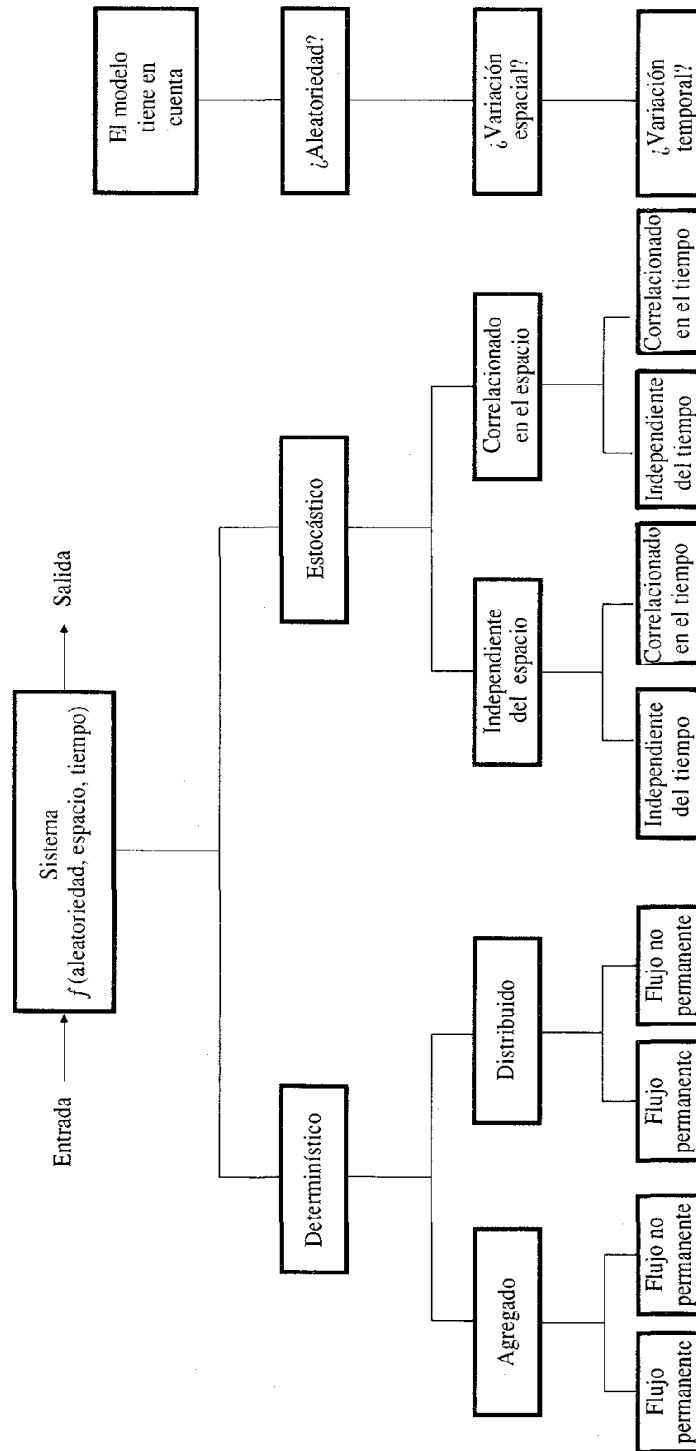 Sistema
f (aleatoriedad, espacio, tiempo)
Entrada
Salida
El modelo
tiene en
cuenta
Determinístico
Estocástico
¿Aleatoriedad?
Agregado
Distribuido
Independiente
del espacio
Correlacionado
en el espacio
¿Variación
espacial?
Flujo
permanente
Flujo no
permanente
Flujo
permanente
Flujo no
permanente
Independiente
del tiempo
Correlacionado
en el tiempo
Independiente
del tiempo
Correlacionado
en el tiempo
¿Variación
temporal?